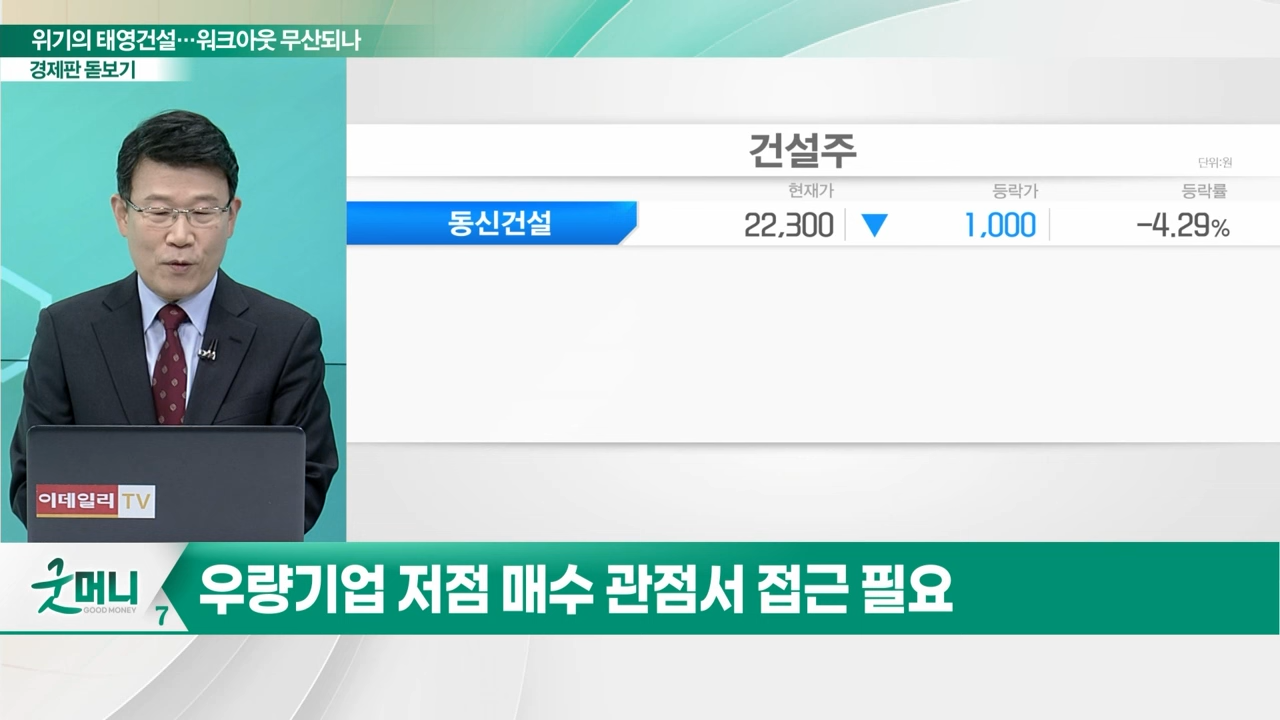 위기의 태영건설…워크아웃 무산되나
경제판 돋보기
건설주
단위:원
현재가 등락가 등락률
동신건설 22,300 ▼ 1,000 -4.29%
이데일리 TV
굿머니 7
GOOD MONEY
우량기업 저점 매수 관점서 접근 필요